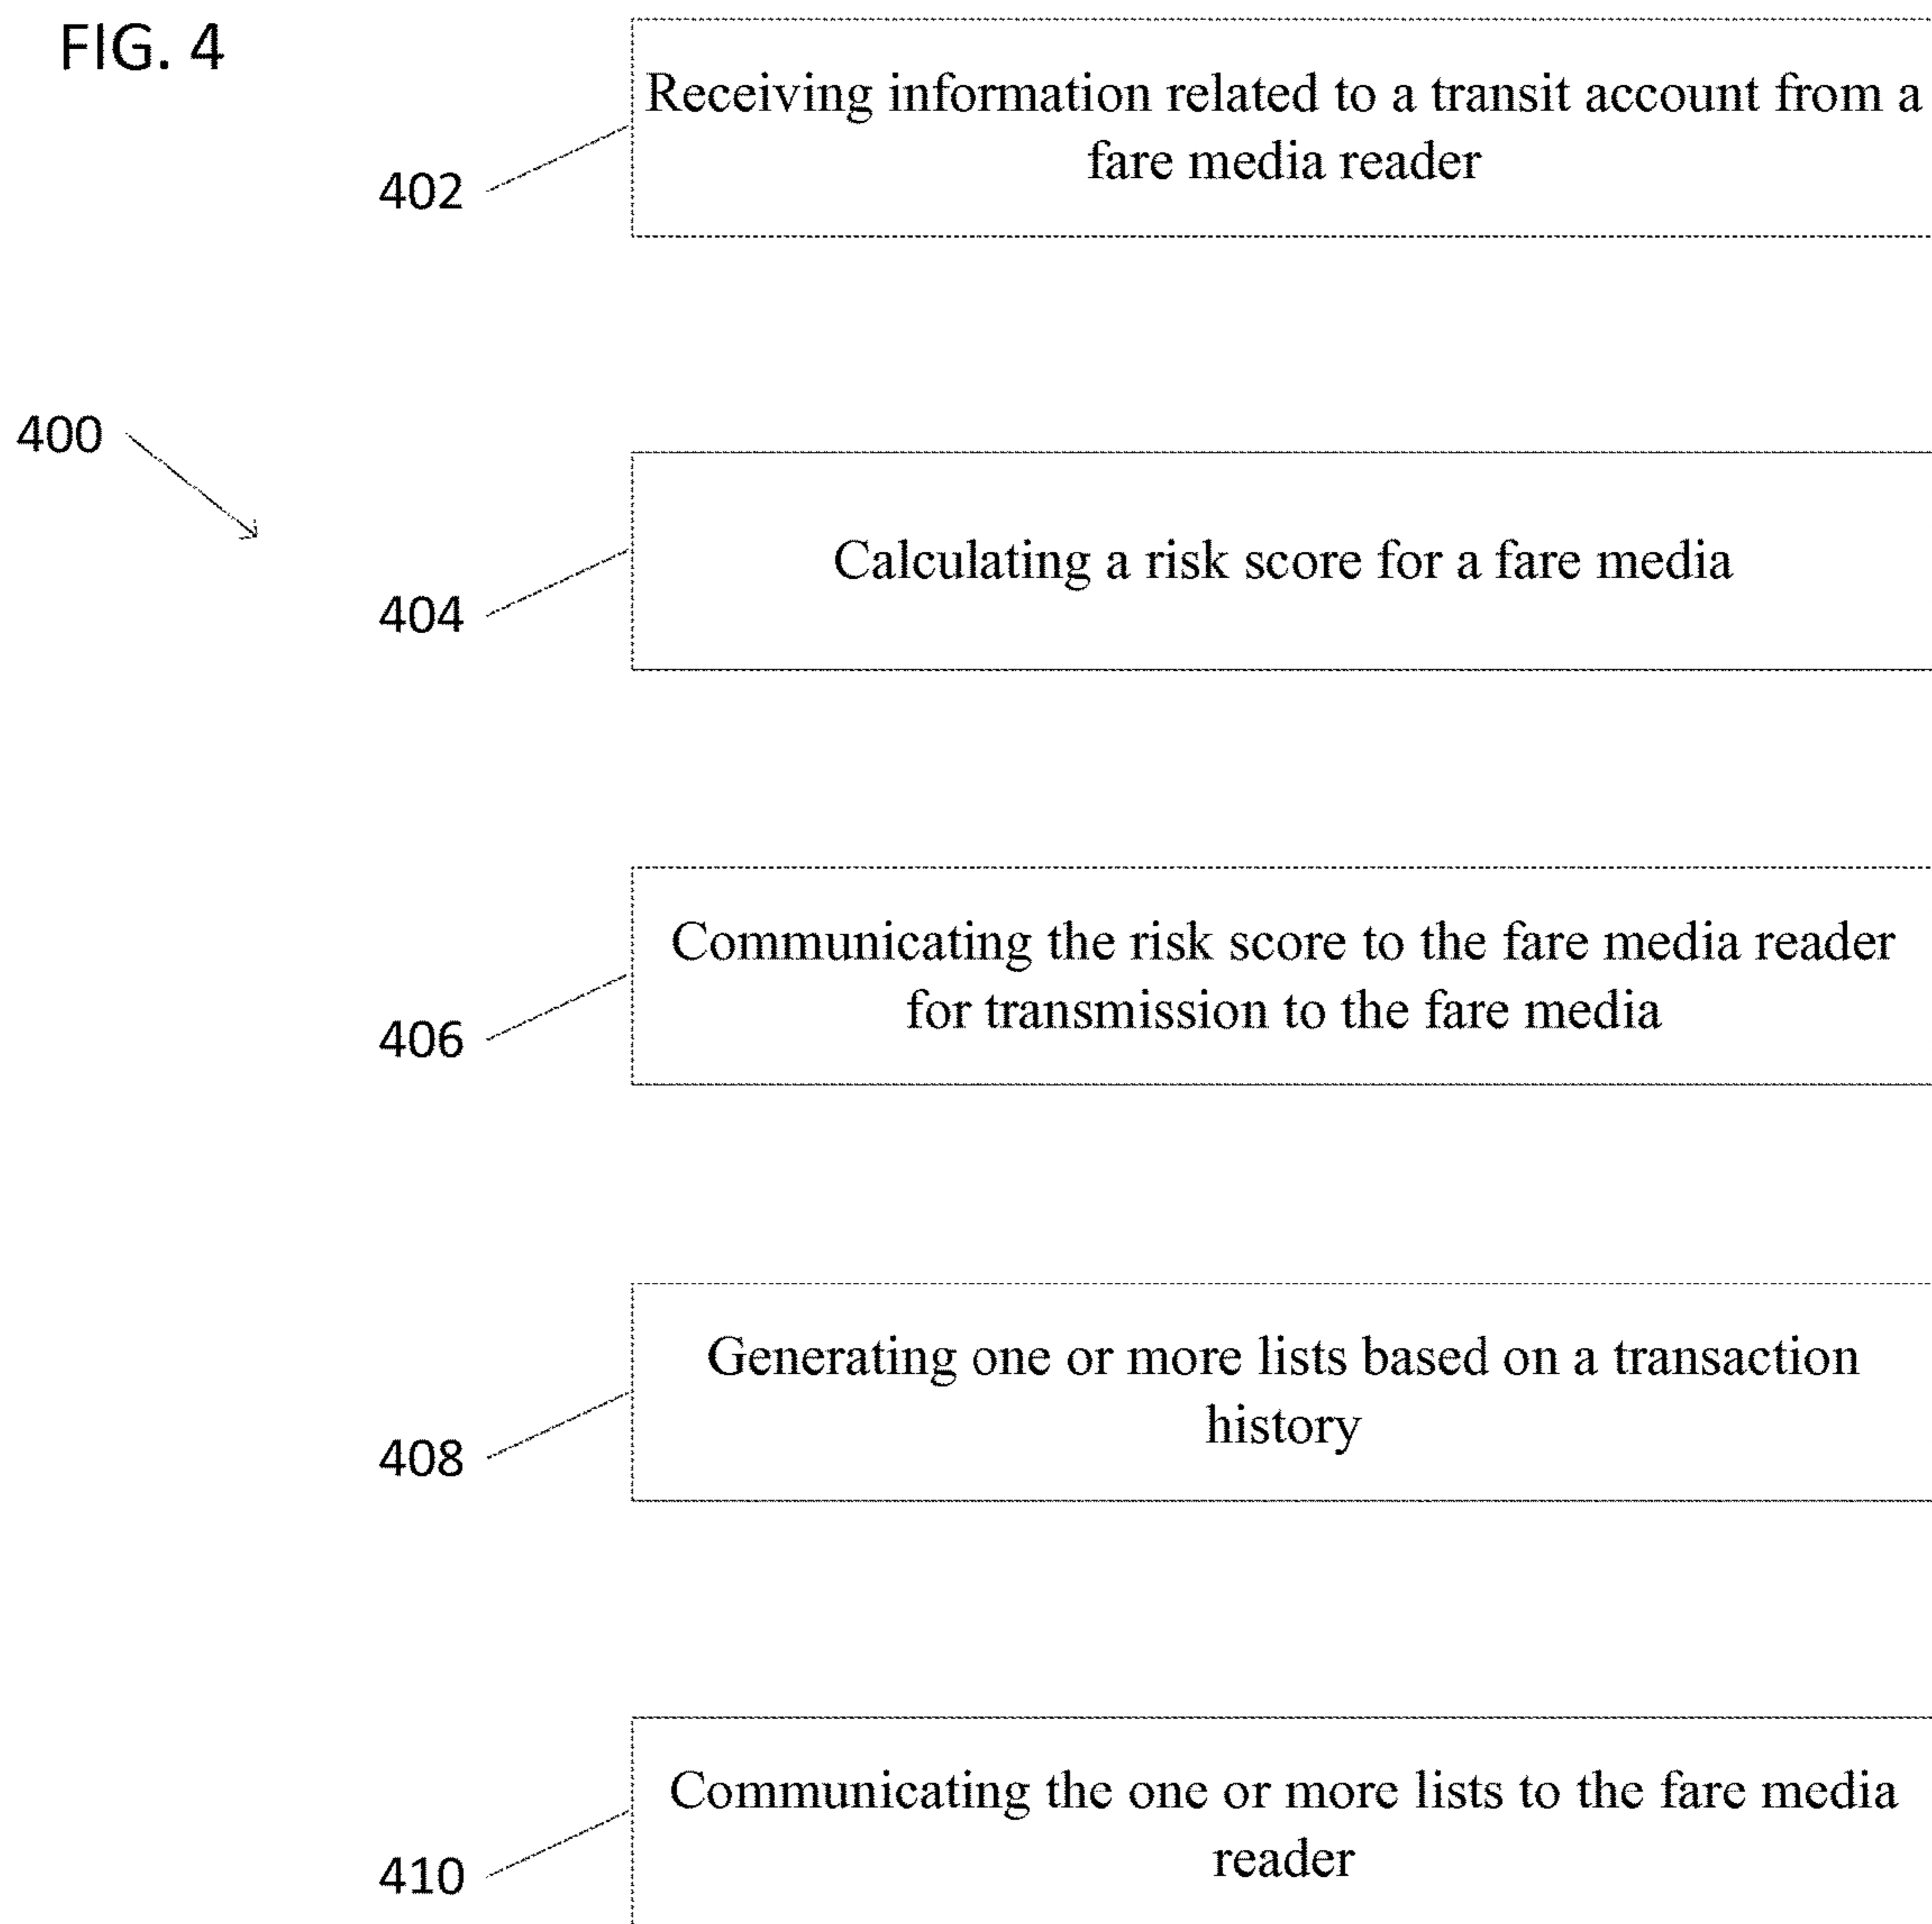 FIG. 4
Receiving information related to a transit account from a
fare media reader
402
400
Calculating a risk score for a fare media
404
Communicating the risk score to the fare media reader
for transmission to the fare media
406
Generating one or more lists based on a transaction
history
408
Communicating the one or more lists to the fare media
reader
410